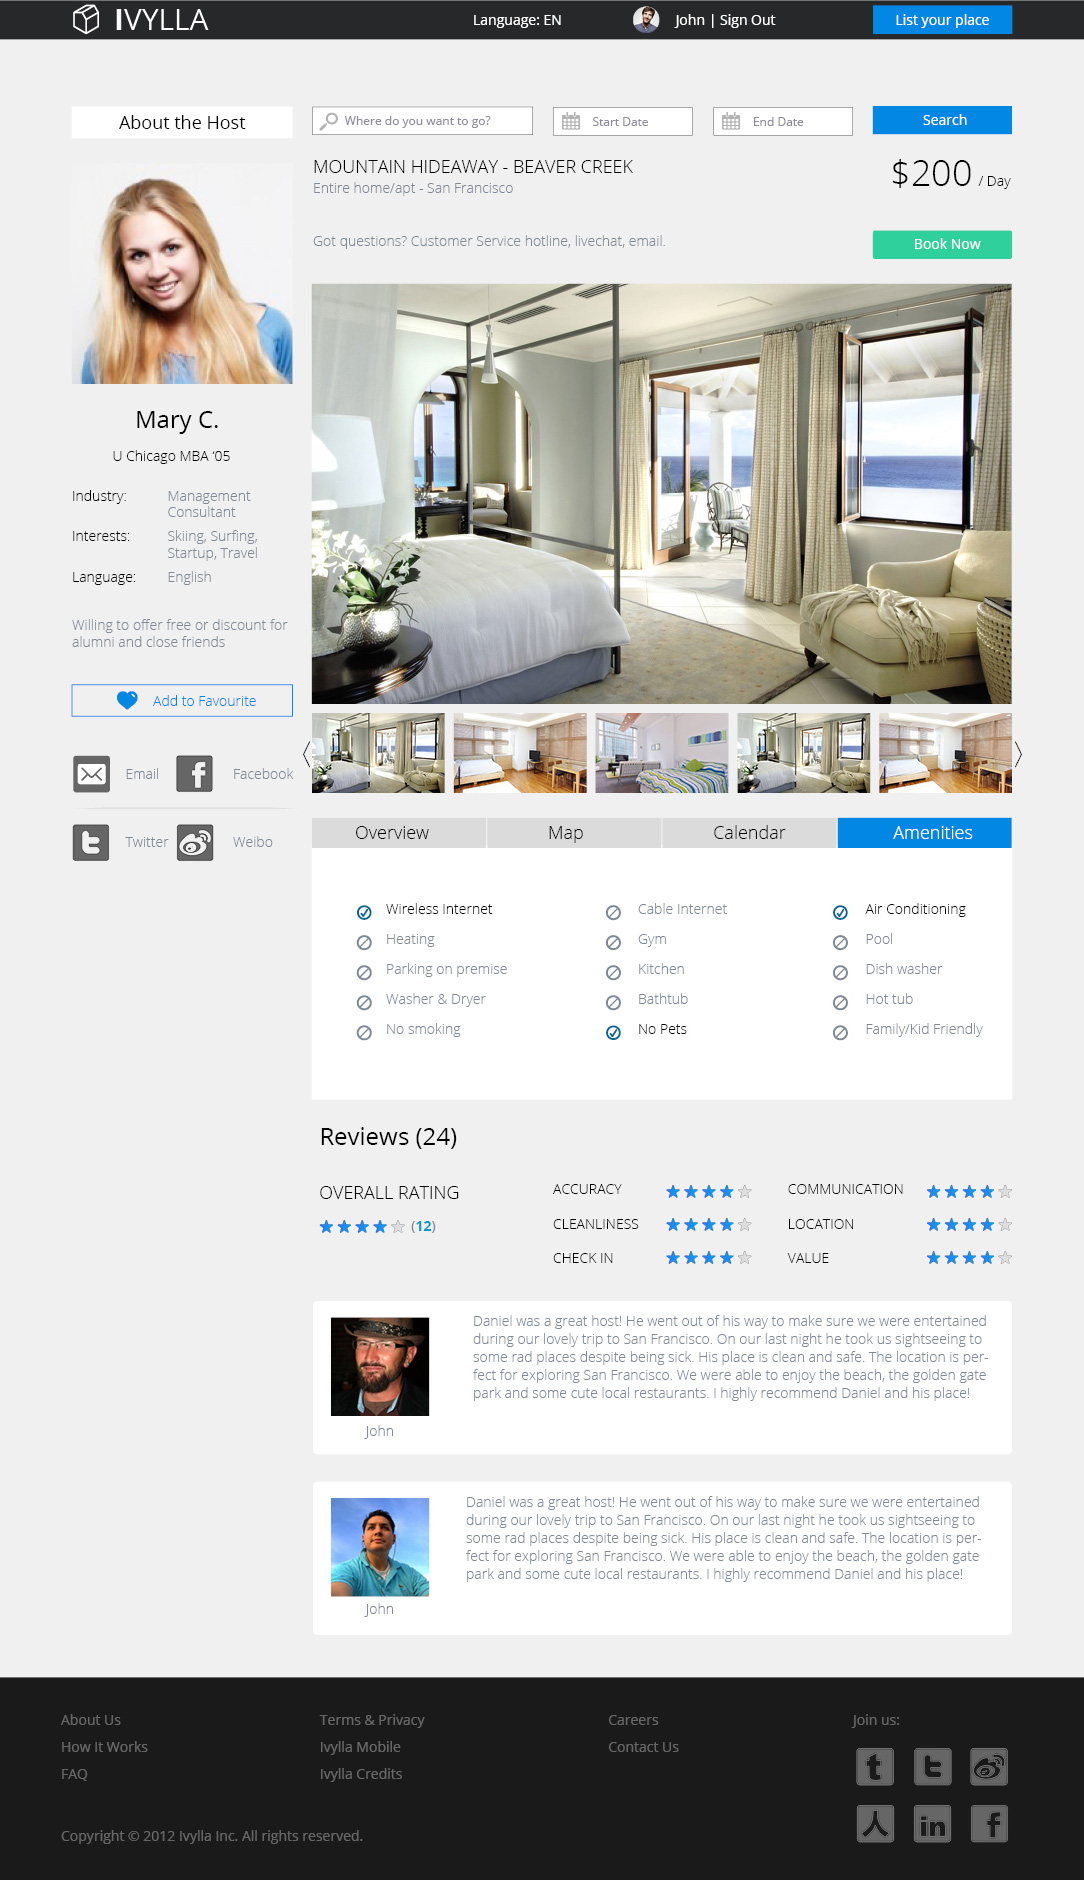 IVYLLA
Language: EN
John | Sign Out
List your place
About the Host
Where do you want to go?
Start Date
End Date
Search
MOUNTAIN HIDEAWAY - BEAVER CREEK
$200 / Day
Entire home/apt - San Francisco
Got questions? Customer Service hotline, livechat, email.
Book Now
Mary C.
U Chicago MBA ‘05
Industry:
Management
Consultant
Interests:
Skiing, Surfing,
Startup, Travel
Language:
English
Willing to offer free or discount for
alumni and close friends
Add to Favourite
Email
Facebook
Twitter
Weibo
Overview
Map
Calendar
Amenities
Wireless Internet
Cable Internet
Air Conditioning
Heating
Gym
Pool
Parking on premise
Kitchen
Dish washer
Washer & Dryer
Bathtub
Hot tub
No smoking
No Pets
Family/Kid Friendly
Reviews (24)
OVERALL RATING
(12)
ACCURACY
COMMUNICATION
CLEANLINESS
LOCATION
CHECK IN
VALUE
Daniel was a great host! He went out of his way to make sure we were entertained
during our lovely trip to San Francisco. On our last night he took us sightseeing to
some rad places despite being sick. His place is clean and safe. The location is per-
fect for exploring San Francisco. We were able to enjoy the beach, the golden gate
park and some cute local restaurants. I highly recommend Daniel and his place!
John
Daniel was a great host! He went out of his way to make sure we were entertained
during our lovely trip to San Francisco. On our last night he took us sightseeing to
some rad places despite being sick. His place is clean and safe. The location is per-
fect for exploring San Francisco. We were able to enjoy the beach, the golden gate
park and some cute local restaurants. I highly recommend Daniel and his place!
John
About Us
Terms & Privacy
Careers
Join us:
How It Works
Ivylla Mobile
Contact Us
FAQ
Ivylla Credits
Copyright © 2012 Ivylla Inc. All rights reserved.